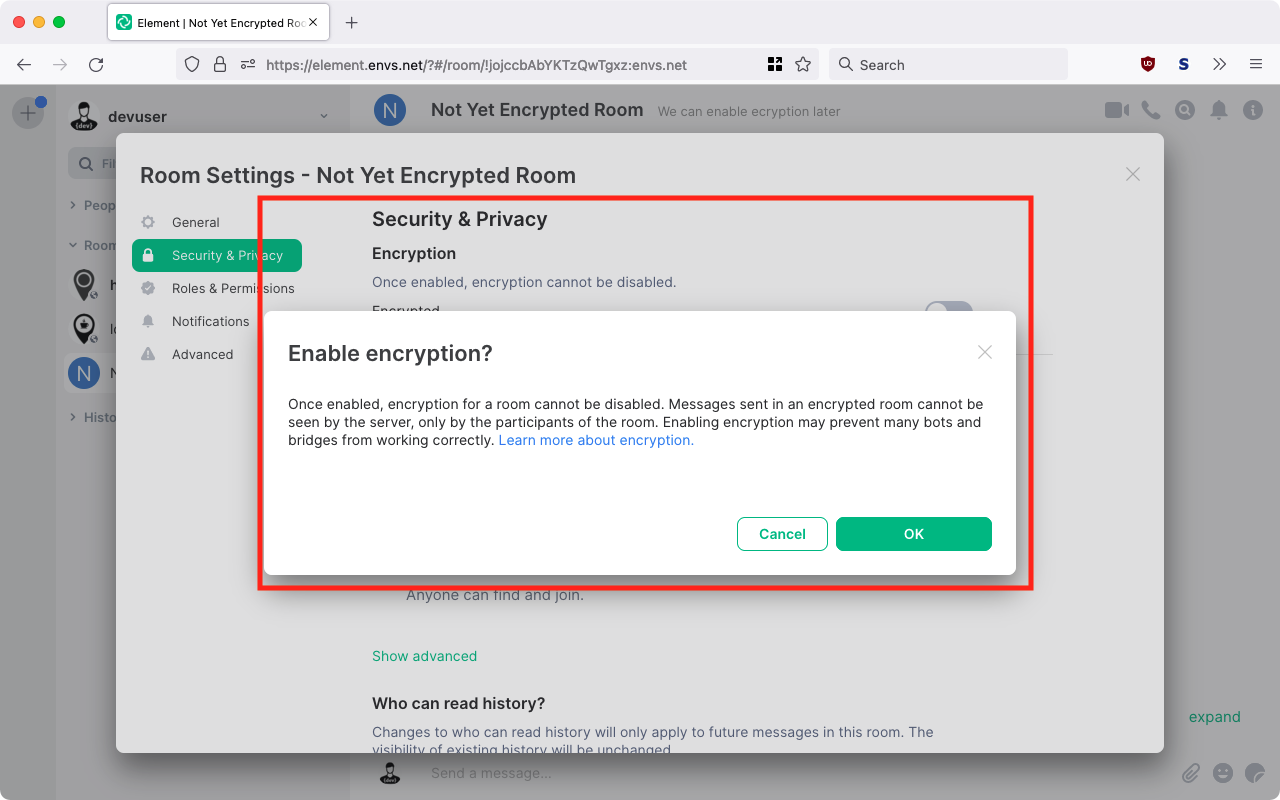 Element | Not Yet Encrypted Roo
https://element.envs.net/?#/room/!jojccbAbYKTzQwTgxz:envs.net
Search
S
devuser
N
Not Yet Encrypted Room
We can enable ecryption later
Fil
Peop
Room
h
lo
N
N
Histo
Room Settings - Not Yet Encrypted Room
General
Security & Privacy
Roles & Permissions
Notifications
Advanced
Security & Privacy
Encryption
Once enabled, encryption cannot be disabled.
Encrypted
Enable encryption?
Once enabled, encryption for a room cannot be disabled. Messages sent in an encrypted room cannot be
seen by the server, only by the participants of the room. Enabling encryption may prevent many bots and
bridges from working correctly. Learn more about encryption.
Cancel
OK
Anyone can find and join.
Show advanced
Who can read history?
Changes to who can read history will only apply to future messages in this room. The
visibility of existing history will be unchanged.
expand
Send a message...